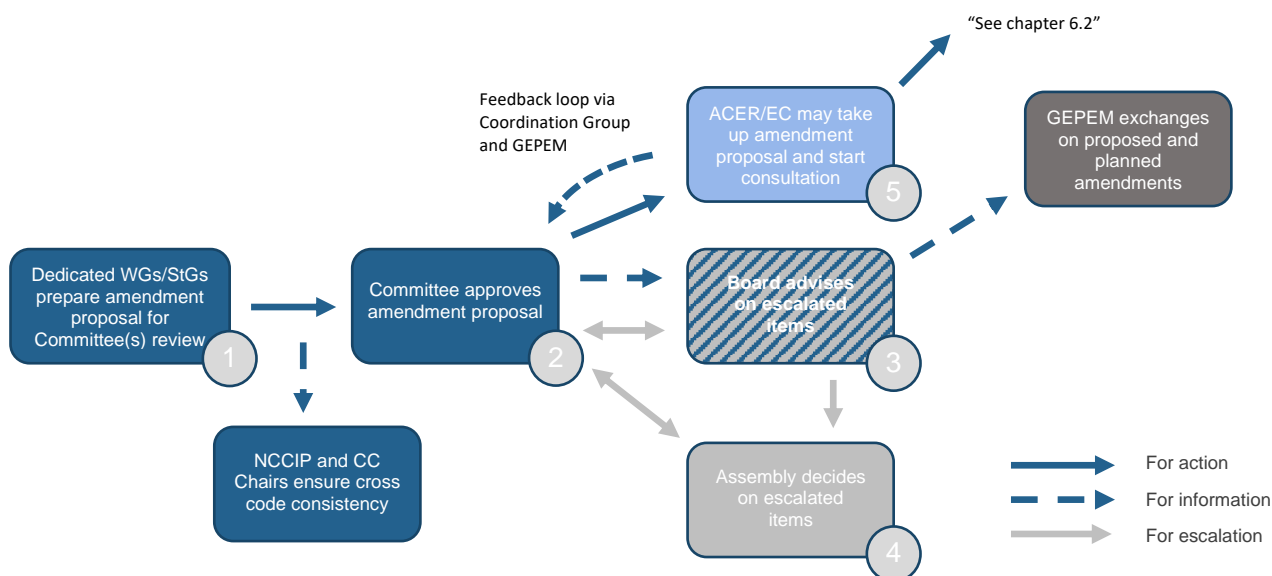 “See chapter 6.2”
Feedback loop via
Coordination Group
and GEPEM
ACER/EC may take
up amendment
proposal and start
consultation
5
GEPEM exchanges
on proposed and
planned
amendments
Dedicated WGs/StGs
prepare amendment
proposal for
Committee(s) review
1
Committee approves
amendment proposal
2
Board advises
on escalated
items
3
NCCIP and CC
Chairs ensure cross
code consistency
Assembly decides
on escalated
items
4
For action
For information
For escalation